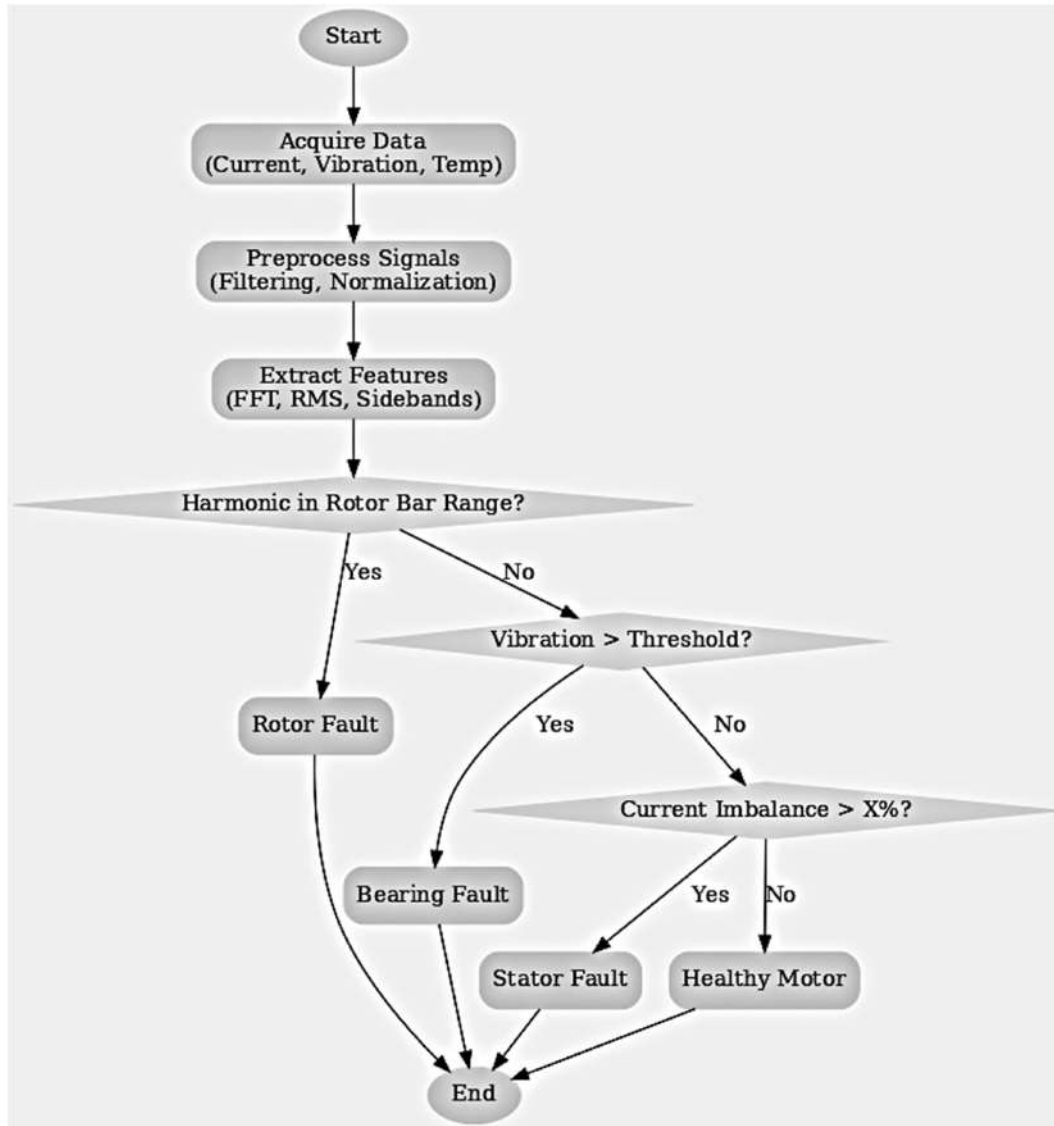 Start
Acquire Data
(Current, Vibration, Temp)
Preprocess Signals
(Filtering, Normalization)
Extract Features
(FFT, RMS, Sidebands)
Harmonic in Rotor Bar Range?
Yes
No
Vibration > Threshold?
Rotor Fault
Yes
No
Current Imbalance > X%?
Bearing Fault
Yes
No
Stator Fault
Healthy Motor
End